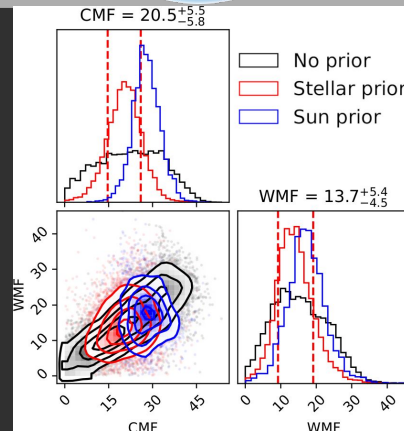 CMF = 20.5+5.5−5.8
No prior
Stellar prior
Sun prior
WMF = 13.7+5.4−4.5
WMF
40
30
20
10
0
0 15 30 45
0 10 20 30 40
CMF
WMF